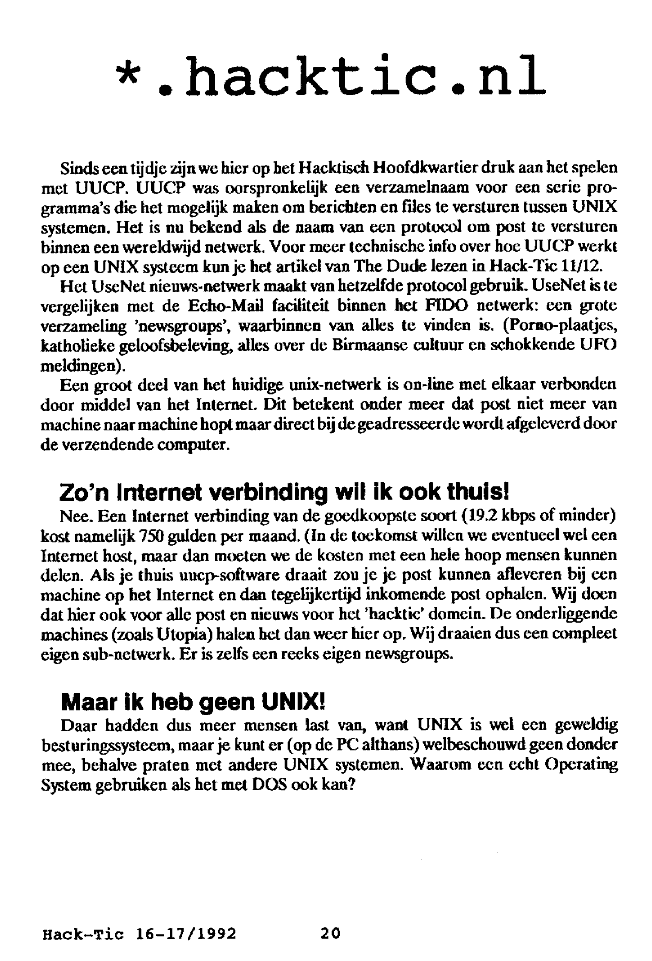 *.hacktic.nl
Sinds een tijdje zijn we hier op het Hacktisch Hoofdkwartier druk aan het spelen
met UUCP. UUCP was oorspronkelijk een verzamelnaam voor een serie pro-
gramma's die het mogelijk maken om berichten en files te versturen tussen UNIX
systemen. Het is nu bekend als de naam van een protocol om post te versturen
binnen een wereldwijd netwerk. Voor meer technische info over hoe UUCP werkt
op een UNIX systeem kun je het artikel van The Dude lezen in Hack-Tic 11/12.
Het UseNet nieuws-netwerk maakt van hetzelfde protocol gebruik. UseNet is te
vergelijken met de Echo-Mail faciliteit binnen het FIDO netwerk: een grote
verzameling 'newsgroups', waarbinnen van alles te vinden is. (Porno-plaatjes,
katholieke geloofsbeleving, alles over de Birmaanse cultuur en schokkende UFO
meldingen).
Een groot deel van het huidige unix-netwerk is on-line met elkaar verbonden
door middel van het Internet. Dit betekent onder meer dat post niet meer van
machine naar machine hopt maar direct bij de geadresseerde wordt afgeleverd door
de verzendende computer.
Zo'n Internet verbinding wil ik ook thuis!
Nee. Een Internet verbinding van de goedkoopste soort (19.2 kbps of minder)
kost namelijk 750 gulden per maand. (In de toekomst willen we eventueel wel een
Internet host, maar dan moeten we de kosten met een hele hoop mensen kunnen
delen. Als je thuis uucp-software draait zou je je post kunnen afleveren bij een
machine op het Internet en dan tegelijkertijd inkomende post ophalen. Wij doen
dat hier ook voor alle post en nieuws voor het 'hacktic' domein. De onderliggende
machines (zoals Utopia) halen het dan weer hier op. Wij draaien dus een compleet
eigen sub-netwerk. Er is zelfs een reeks eigen newsgroups.
Maar ik heb geen UNIX!
Daar hadden dus meer mensen last van, want UNIX is wel een geweldig
besturingssysteem, maar je kunt er (op de PC althans) welbeschouwd geen donder
mee, behalve praten met andere UNIX systemen. Waarom een echt Operating
System gebruiken als het met DOS ook kan?
Hack-Tic 16-17/1992 20